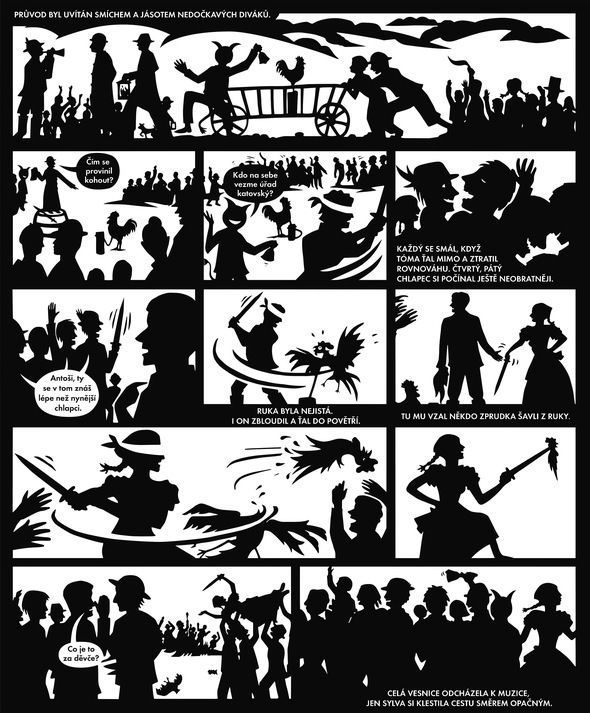 PRŮVOD BYL UVÍTÁN SMÍCHEM A JÁSOTEM NEDOČKAVÝCH DIVÁKŮ.
Čím se
provinil
kohout?
Kdo na sebe
vezme úřad
katovský?
KAŽDÝ SE SMÁL, KDYŽ
TÓMA ŤAL MIMO A ZTRATIL
ROVNOVÁHU. ČTVRTÝ, PÁTÝ
CHLAPEC SI POČÍNAL JEŠTĚ NEOBRATNĚJI.
Antoši, ty
se v tom znáš
lépe než nynější
chlapci.
RUKA BYLA NEJISTÁ.
I ON ZBLOUDIL A ŤAL DO POVĚTŘÍ.
TU MU VZAL NĚKDO ZPRUDKA ŠAVLI Z RUKY.
Co je to
za děvče?
CELÁ VESNICE ODCHÁZELA K MUZICE,
JEN SYLVA SI KLESTILA CESTU SMĚREM OPAČNÝM.